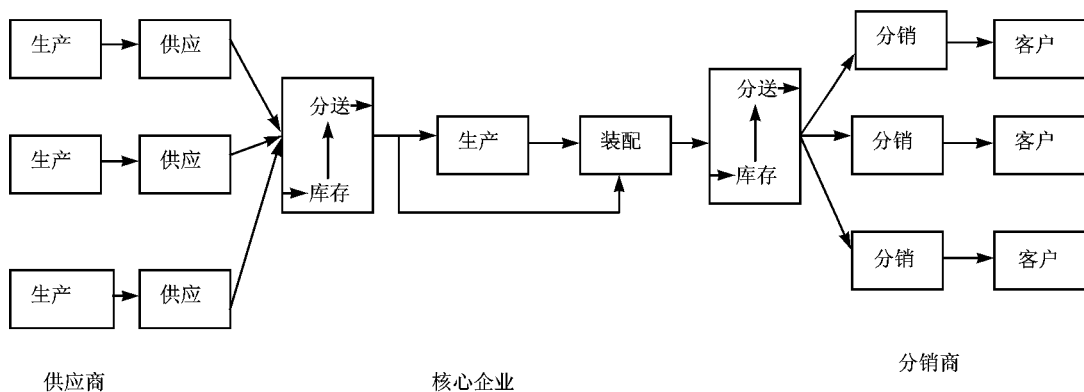 生产
供应
分销
客户
分送
库存
生产
供应
生产
装配
分送
库存
分销
客户
生产
供应
分销
客户
供应商
核心企业
分销商